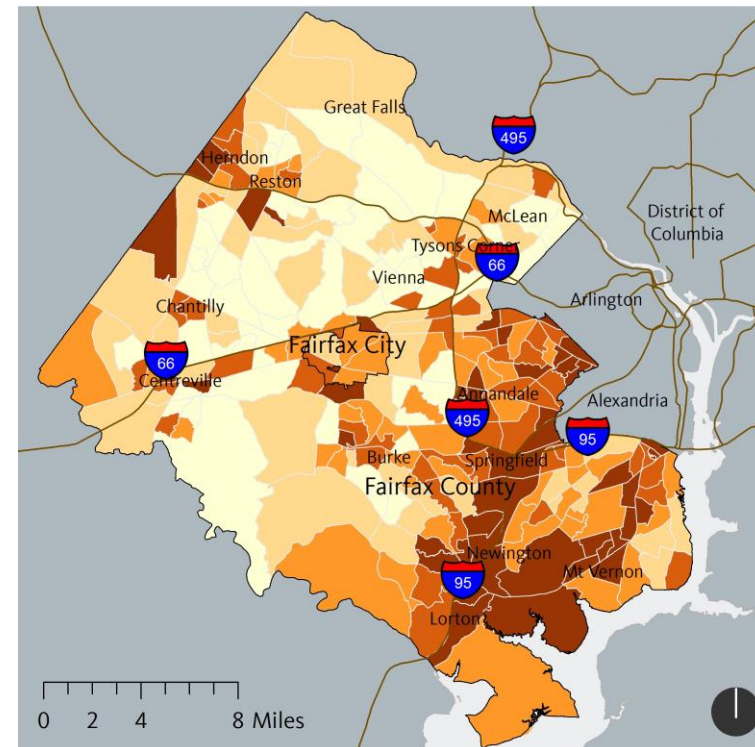 Great Falls
495
Herndon
Reston
McLean
District of
Columbia
Tysons Corner
66
Vienna
Arlington
Chantilly
Fairfax City
66
Centreville
Annandale
Alexandria
495
95
Burke
Springfield
Fairfax County
Newington
Mt Vernon
95
Lorton
0 2 4 8 Miles